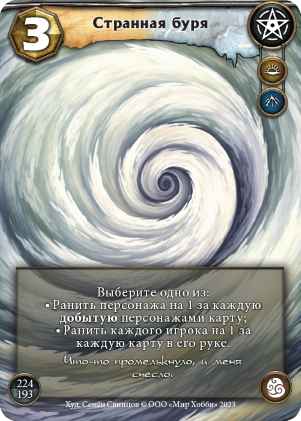 3
Странная буря
Выберите одно из:
• Ранить персонажа на 1 за каждую
добытую персонажами карту;
• Ранить каждого игрока на 1 за
каждую карту в его руке.
Что-то промелькнуло, и меня
снесло.
224
193
Худ. Семён Свинцов © ООО «Мир Хобби» 2023